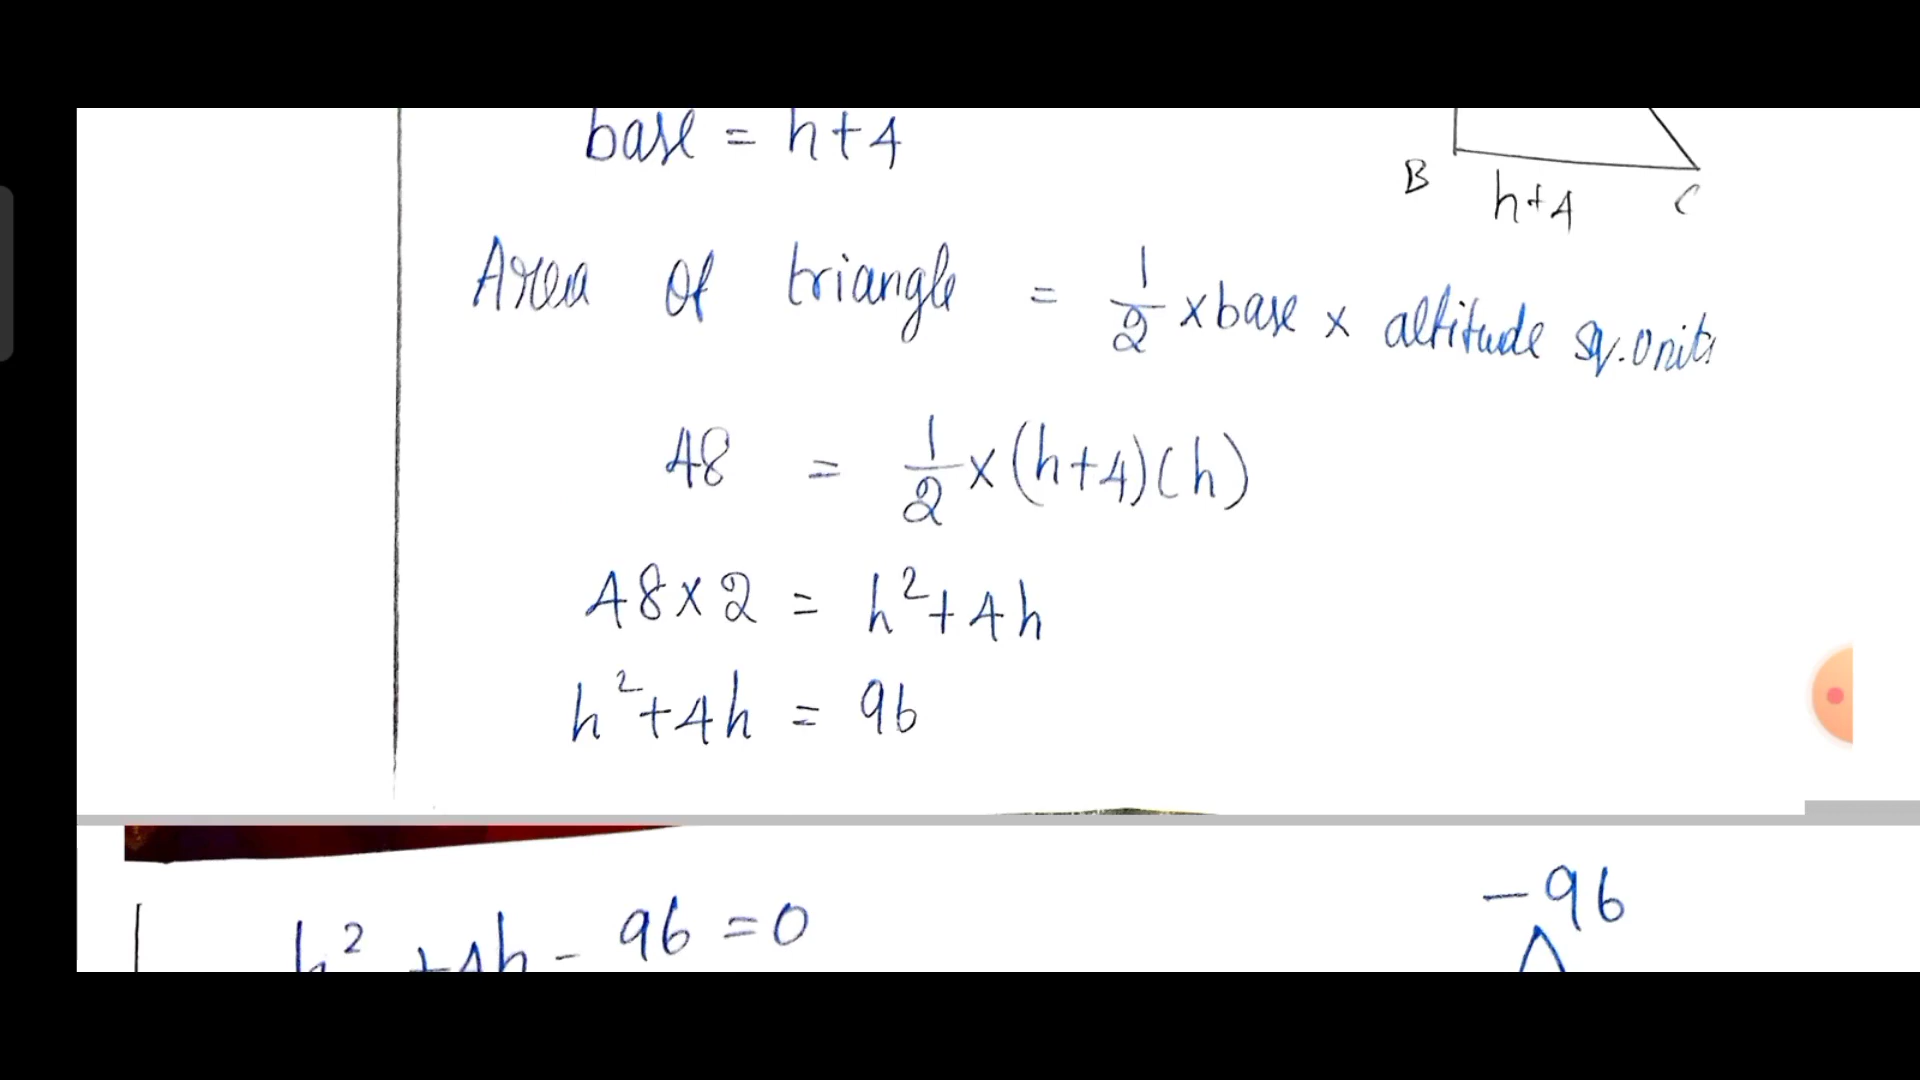 base = h+4
B h+4 C
Area of triangle = 1/2 × base × altitude sq.units
48 = 1/2 × (h+4)(h)
48×2 = h²+4h
h²+4h = 96
-96
h²+4h - 96 = 0